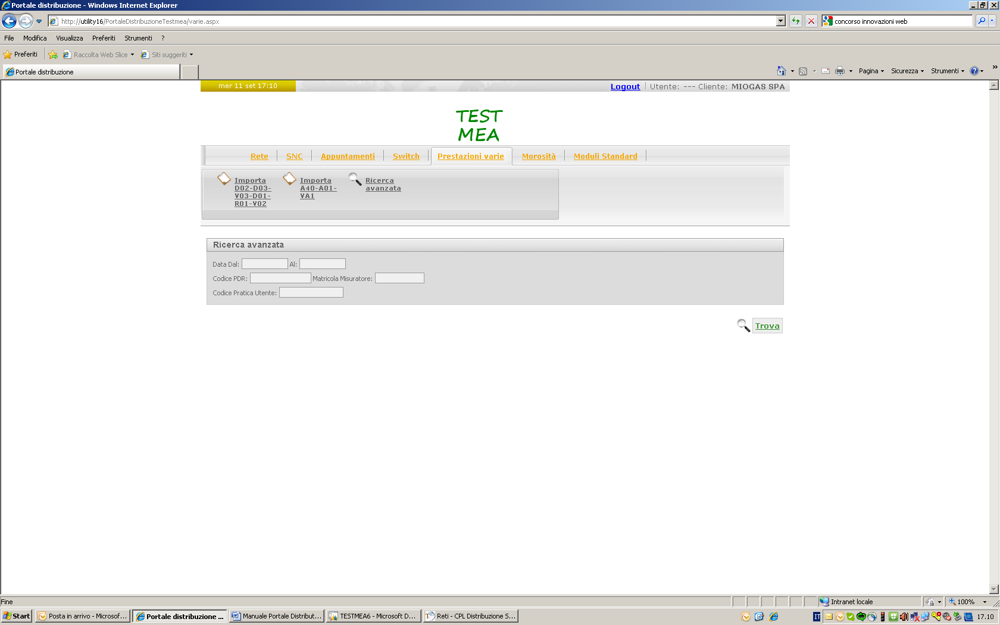 Portale distribuzione - Windows Internet Explorer
http://utility16/PortaleDistribuzioneTestmea/varie.aspx
concorso innovazioni web
File Modifica Visualizza Preferiti Strumenti ?
Preferiti Raccolta Web Slice Siti suggeriti
Portale distribuzione
Pagina Sicurezza Strumenti
mer 11 set 17:10
Logout Utente: --- Cliente: MIOGAS SPA
TEST
MEA
Rete SNC Appuntamenti Switch Prestazioni varie Morosità Moduli Standard
Importa
D02-D03-
V03-D01-
R01-V02
Importa
A40-A01-
VA1
Ricerca
avanzata
Ricerca avanzata
Data Dal: Al:
Codice PDR: Matricola Misuratore:
Codice Pratica Utente:
Trova
Fine
Intranet locale
100%
Start
Posta in arrivo - Microsof...
Portale distribuzione ...
Manuale Portale Distribut...
TESTMEA6 - Microsoft D...
Reti - CPL Distribuzione S...
IT
17.10